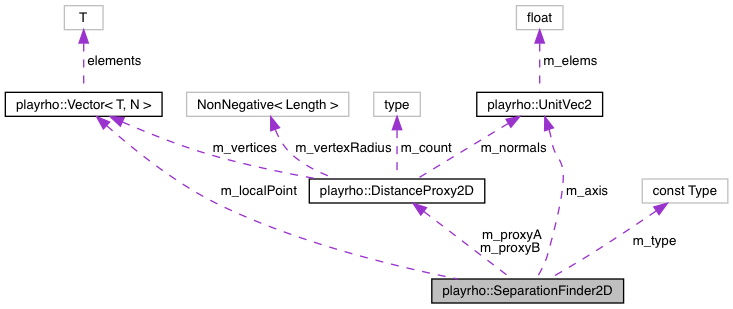 T
float
elements
m_elems
playrho::Vector< T, N >
NonNegative< Length >
type
playrho::UnitVec2
m_vertices
m_vertexRadius
m_count
m_normals
m_localPoint
playrho::DistanceProxy2D
m_axis
const Type
m_proxyA
m_proxyB
m_type
playrho::SeparationFinder2D